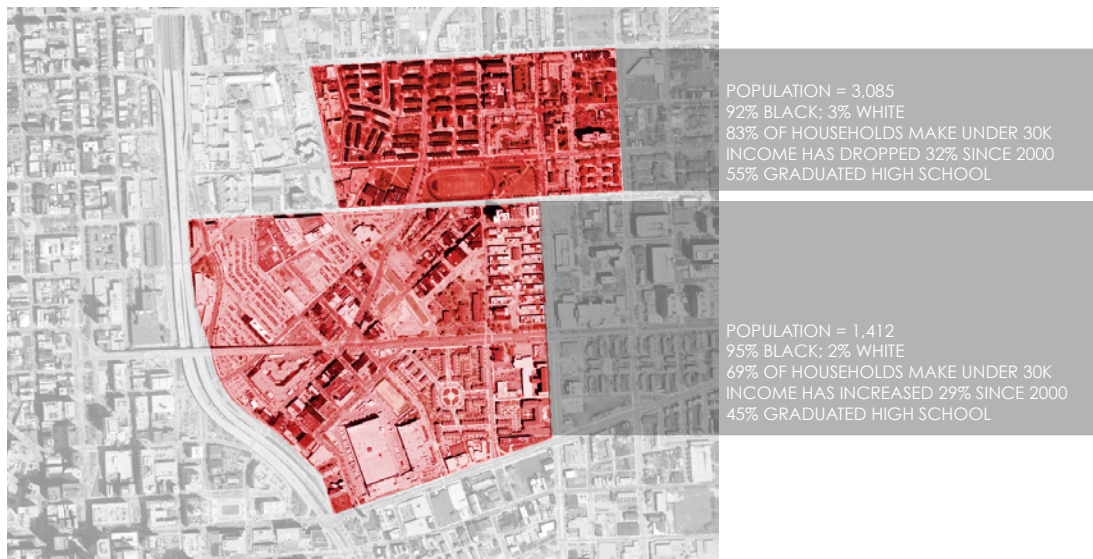 POPULATION = 3,085
92% BLACK; 3% WHITE
83% OF HOUSEHOLDS MAKE UNDER 30K
INCOME HAS DROPPED 32% SINCE 2000
55% GRADUATED HIGH SCHOOL
POPULATION = 1,412
95% BLACK; 2% WHITE
69% OF HOUSEHOLDS MAKE UNDER 30K
INCOME HAS INCREASED 29% SINCE 2000
45% GRADUATED HIGH SCHOOL